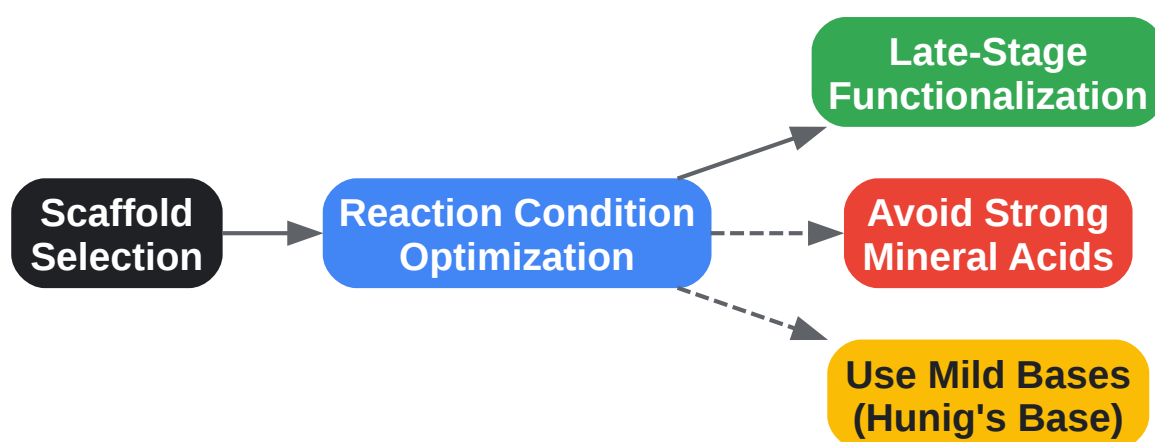 Late-Stage
Functionalization
Scaffold
Selection
Reaction Condition
Optimization
Avoid Strong
Mineral Acids
Use Mild Bases
(Hunig's Base)